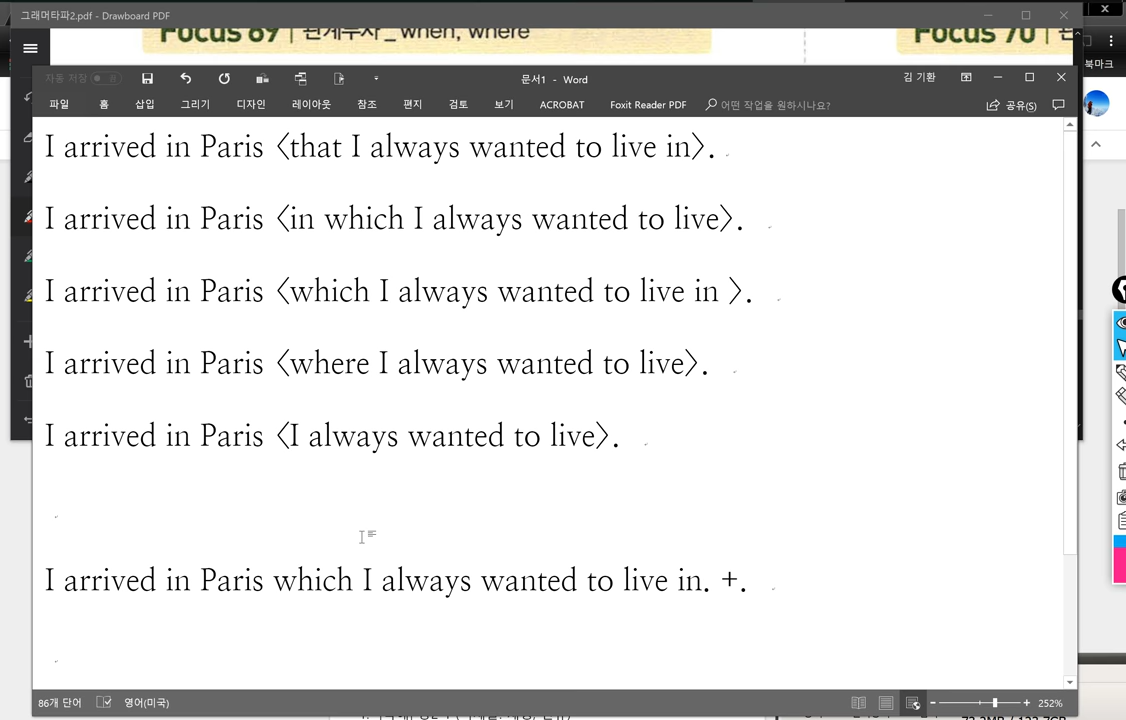 그래머타파2.pdf - Drawboard PDF
Focus 69 | 관계부사_when, where
Focus 70 |
북마크
자동 저장
문서1 - Word
김 기환
파일 홈 삽입 그리기 디자인 레이아웃 참조 편지 검토 보기 ACROBAT Foxit Reader PDF 어떤 작업을 원하시나요? 공유(S)
I arrived in Paris <that I always wanted to live in>.
I arrived in Paris <in which I always wanted to live>.
I arrived in Paris <which I always wanted to live in >.
I arrived in Paris <where I always wanted to live>.
I arrived in Paris <I always wanted to live>.
I arrived in Paris which I always wanted to live in. +.
86개 단어 영어(미국) 252%